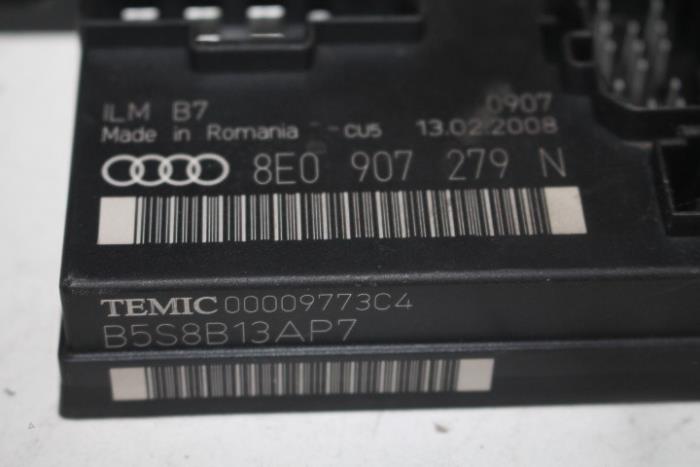 ILM B7 0907
Made in Romania - CU5 13.02.2008
8E0 907 279 N
TEMIC 00009773C4
B5S8B13AP7